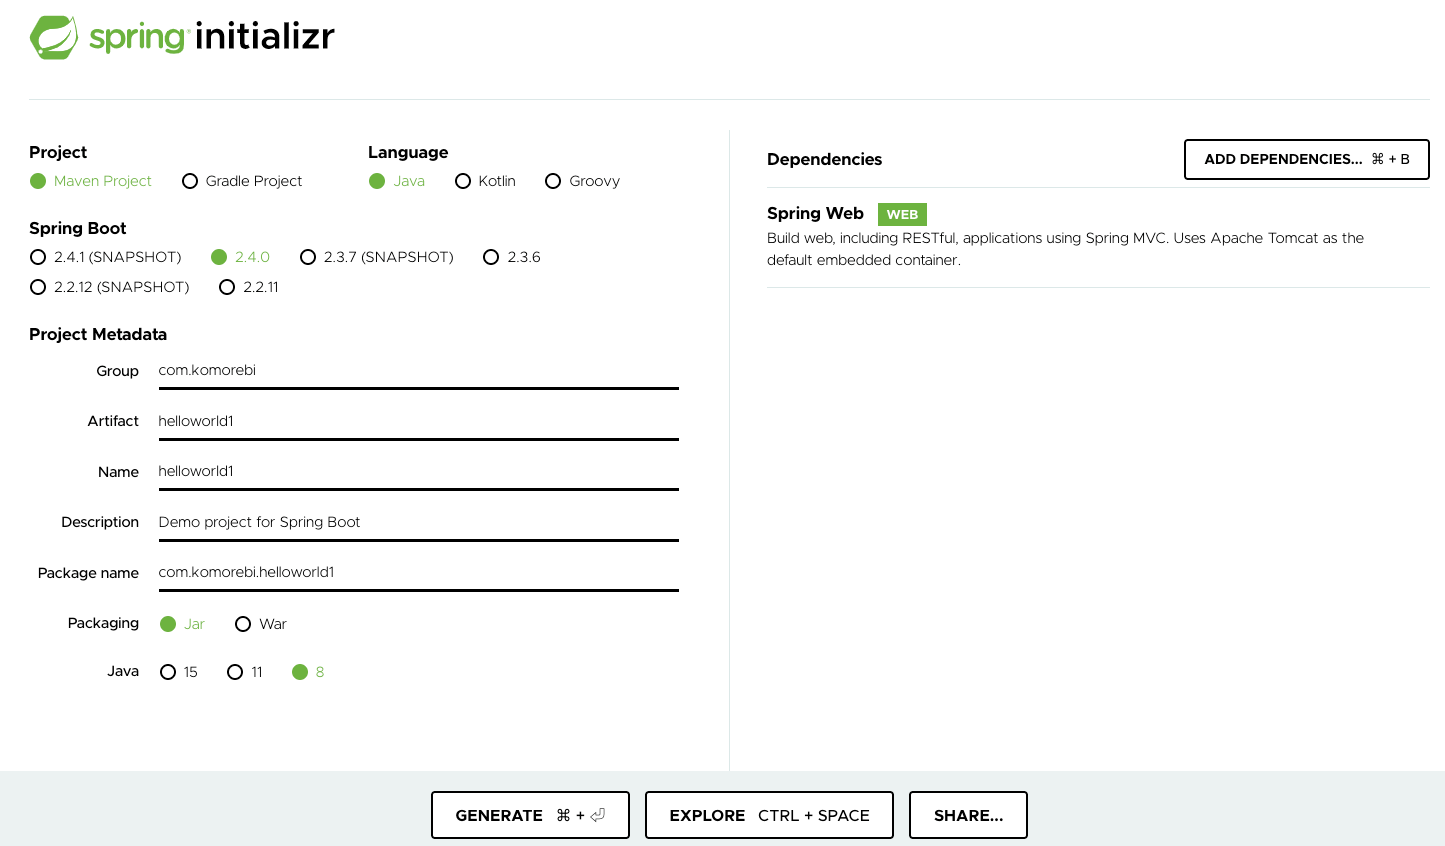 spring initializr
Project
Maven Project Gradle Project
Language
Java Kotlin Groovy
Spring Boot
2.4.1 (SNAPSHOT) 2.4.0 2.3.7 (SNAPSHOT) 2.3.6
2.2.12 (SNAPSHOT) 2.2.11
Project Metadata
Group com.komorebi
Artifact helloworld1
Name helloworld1
Description Demo project for Spring Boot
Package name com.komorebi.helloworld1
Packaging Jar War
Java 15 11 8
Dependencies
ADD DEPENDENCIES... ⌘ + B
Spring Web WEB
Build web, including RESTful, applications using Spring MVC. Uses Apache Tomcat as the
default embedded container.
GENERATE ⌘ + ⏎
EXPLORE CTRL + SPACE
SHARE...